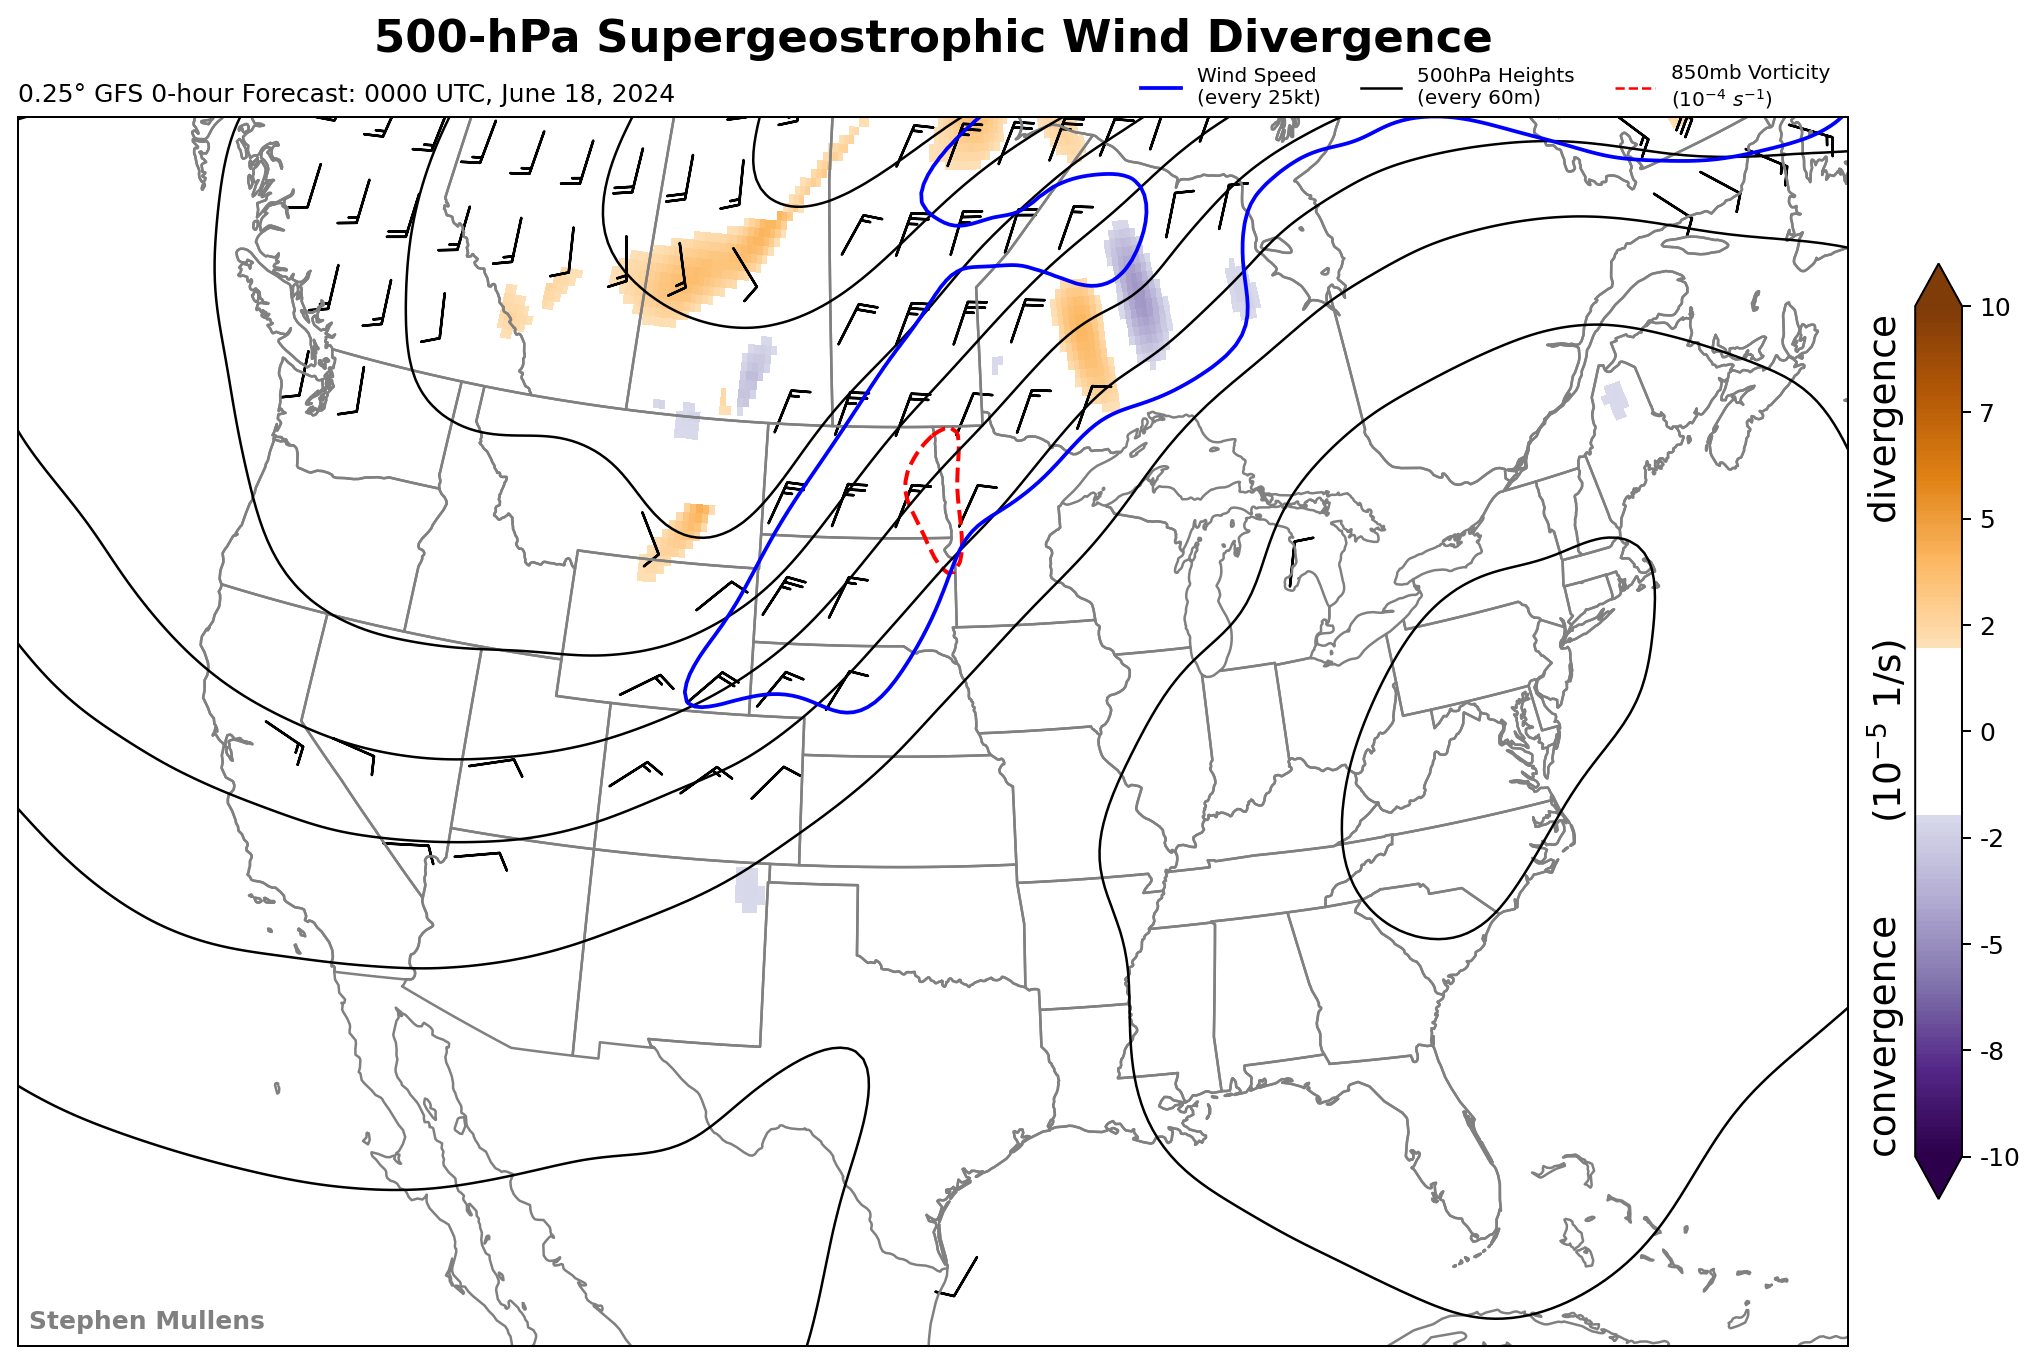 500-hPa Supergeostrophic Wind Divergence
0.25° GFS 0-hour Forecast: 0000 UTC, June 18, 2024
Wind Speed
(every 25kt)
500hPa Heights
(every 60m)
850mb Vorticity
(10⁻⁴ s⁻¹)
10
7
5
2
0
-2
-5
-8
-10
convergence (10⁻⁵ 1/s) divergence
Stephen Mullens